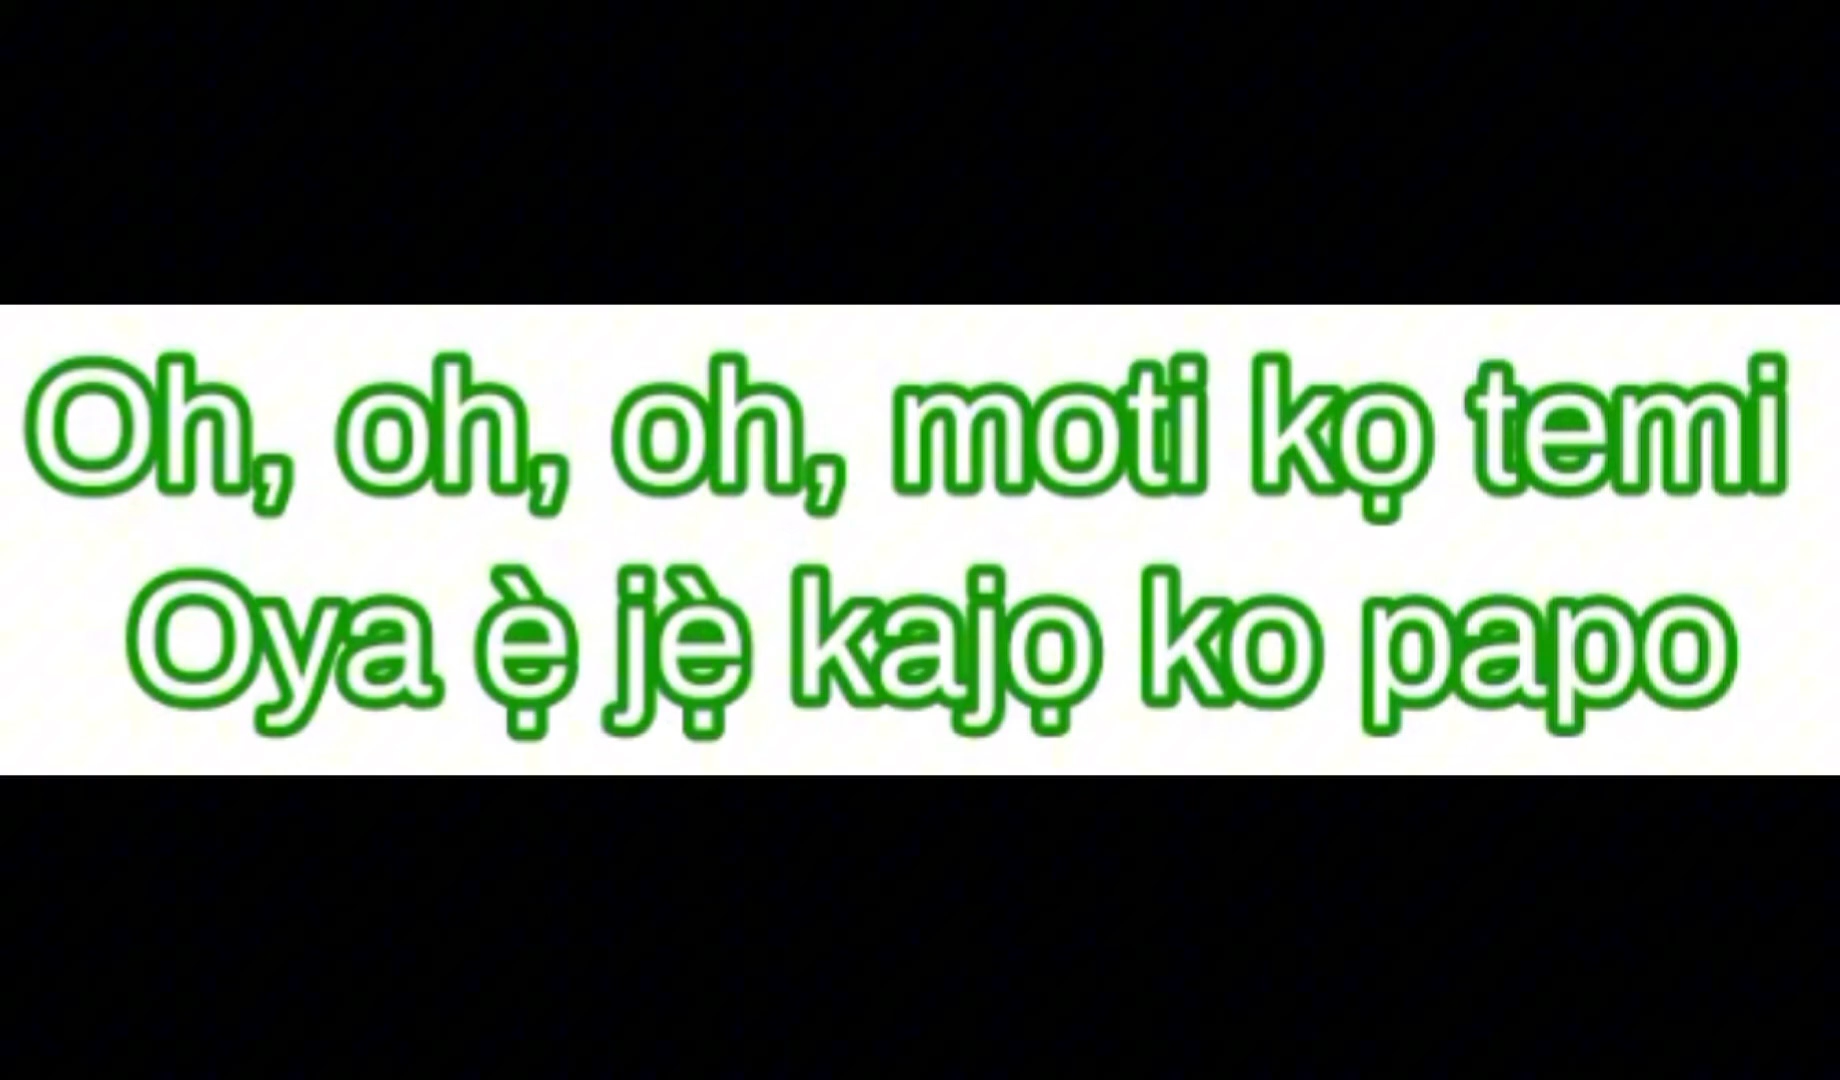 Oh, oh, oh, moti kọ temi
Oya ẹ̀ jẹ̀ kajọ ko papo